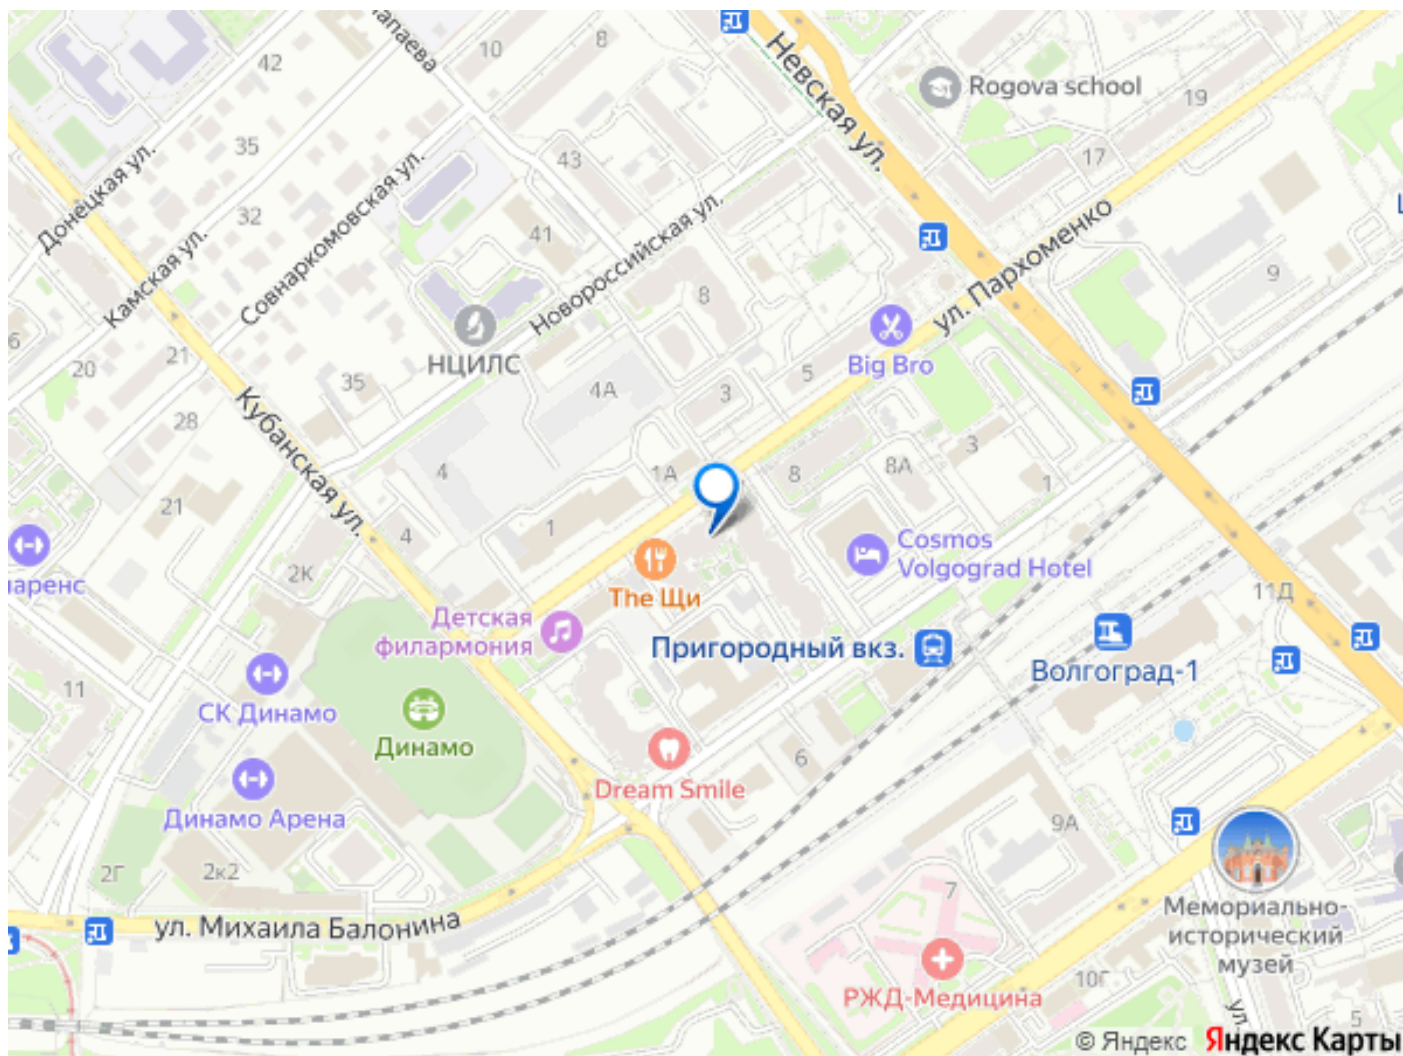 42
10
8
Невская ул.
Rogova school
19
35
43
17
Донецкая ул.
Совнаркомовская ул.
32
41
Новороссийская ул.
ул. Пархоменко
Камская ул.
8
9
НЦИЛС
Big Bro
20
21
35
4А
3
5
28
Кубанская ул.
3
4
1А
8
8А
1
21
1
4
2К
Cosmos
Volgograd Hotel
The Щи
11Д
Детская
филармония
Пригородный вкз.
Волгоград-1
11
СК Динамо
Динамо
6
Dream Smile
Динамо Арена
9А
2Г
2к2
7
ул. Михаила Балонина
Мемориально-
исторический
музей
РЖД-Медицина
10Г
ул.
5
© Яндекс Яндекс Карты